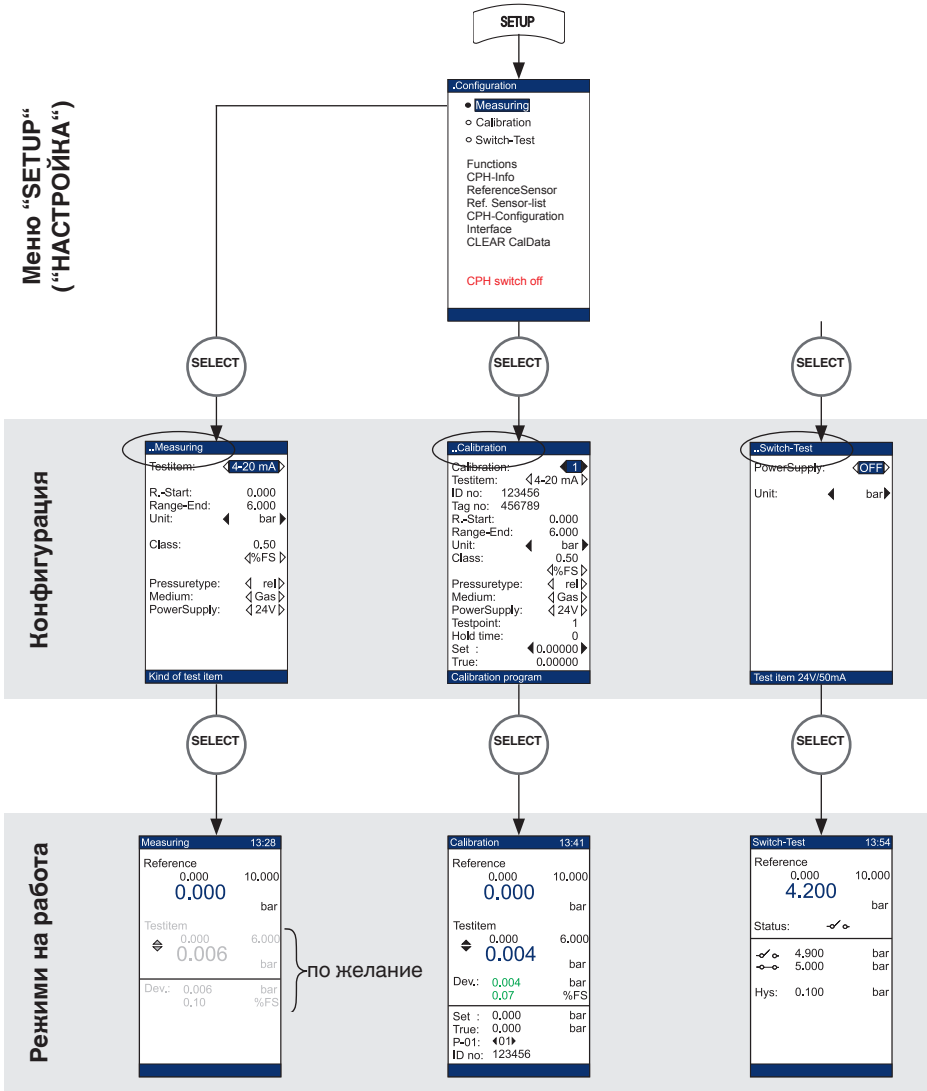 SETUP
Меню “SETUP“
(“НАСТРОЙКА“)
..Configuration
Measuring
Calibration
Switch-Test
Functions
CPH-Info
ReferenceSensor
Ref. Sensor-list
CPH-Configuration
Interface
CLEAR CalData
CPH switch off
SELECT
SELECT
SELECT
Конфигурация
..Measuring
Testitem: 4-20 mA
R.-Start: 0.000
Range-End: 6.000
Unit: bar
Class: 0.50
%FS
Pressuretype: rel
Medium: Gas
PowerSupply: 24V
Kind of test item
..Calibration
Calibration: 1
Testitem: 4-20 mA
ID no: 123456
Tag no: 456789
R.-Start: 0.000
Range-End: 6.000
Unit: bar
Class: 0.50
%FS
Pressuretype: rel
Medium: Gas
PowerSupply: 24V
Testpoint: 1
Hold time: 0
Set : 0.00000
True: 0.00000
Calibration program
..Switch-Test
PowerSupply: OFF
Unit: bar
Test item 24V/50mA
SELECT
SELECT
SELECT
Режими на работа
Measuring 13:28
Reference
0.000 10.000
0.000
bar
Testitem
0.000 6.000
0.006
bar
Dev.: 0.006 bar
0.10 %FS
по желание
Calibration 13:41
Reference
0.000 10.000
0.000
bar
Testitem
0.000 6.000
0.004
bar
Dev.: 0.004 bar
0.07 %FS
Set : 0.000 bar
True: 0.000 bar
P-01: 01
ID no: 123456
Switch-Test 13:54
Reference
0.000 10.000
4.200
bar
Status:
4.900 bar
5.000 bar
Hys: 0.100 bar